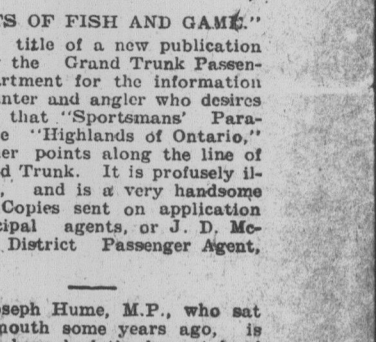 'S OF FISH AND GAME."
title of a new publication
the Grand Trunk Passen-
artment for the information
nter and angler who desires
that "Sportsmans' Para-
e "Highlands of Ontario,"
er points along the line of
d Trunk. It is profusely il-
, and is a very handsome
Copies sent on application
cipal agents, or J. D. Mc-
District Passenger Agent,
oseph Hume, M.P., who sat
mouth some years ago, is